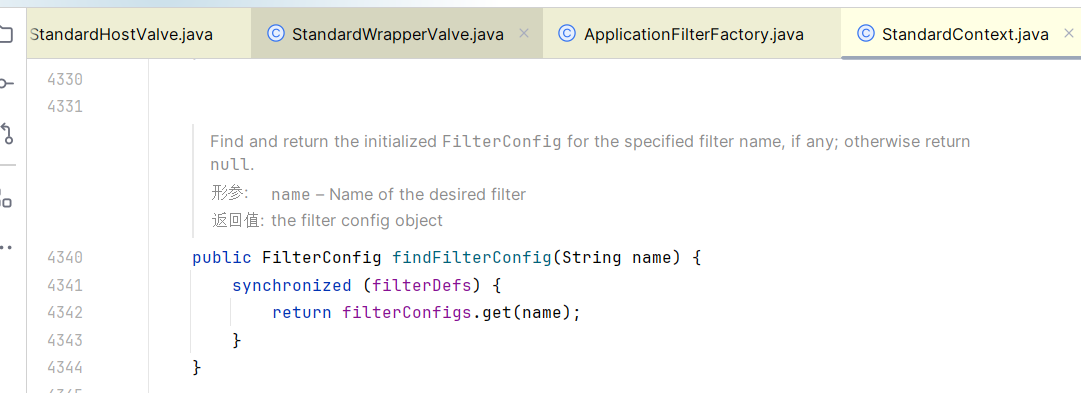 StandardHostValve.java StandardWrapperValve.java × ApplicationFilterFactory.java StandardContext.java ×
4330
4331
Find and return the initialized FilterConfig for the specified filter name, if any; otherwise return
null.
形参: name – Name of the desired filter
返回值: the filter config object
4340 public FilterConfig findFilterConfig(String name) {
4341 synchronized (filterDefs) {
4342 return filterConfigs.get(name);
4343 }
4344 }
4345